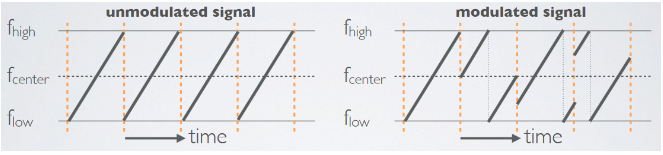 unmodulated signal
fhigh
fcenter
flow
time
modulated signal
fhigh
fcenter
flow
time